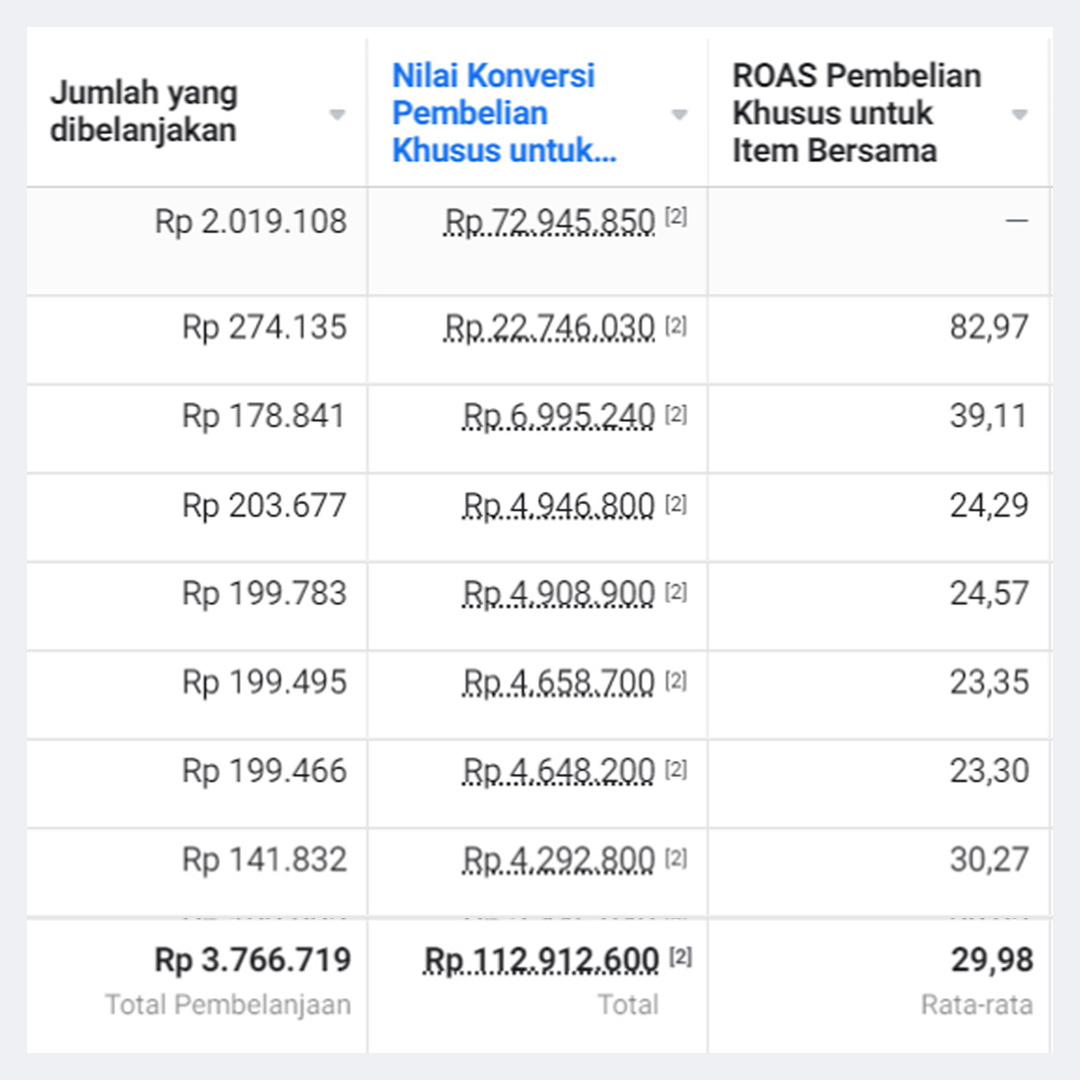 Jumlah yang
dibelanjakan
Nilai Konversi
Pembelian
Khusus untuk...
ROAS Pembelian
Khusus untuk
Item Bersama
Rp 2.019.108 Rp 72.945.850 [2] —
Rp 274.135 Rp 22.746.030 [2] 82,97
Rp 178.841 Rp 6.995.240 [2] 39,11
Rp 203.677 Rp 4.946.800 [2] 24,29
Rp 199.783 Rp 4.908.900 [2] 24,57
Rp 199.495 Rp 4.658.700 [2] 23,35
Rp 199.466 Rp 4.648.200 [2] 23,30
Rp 141.832 Rp 4.292.800 [2] 30,27
Rp 3.766.719 Rp 112.912.600 [2] 29,98
Total Pembelanjaan Total Rata-rata